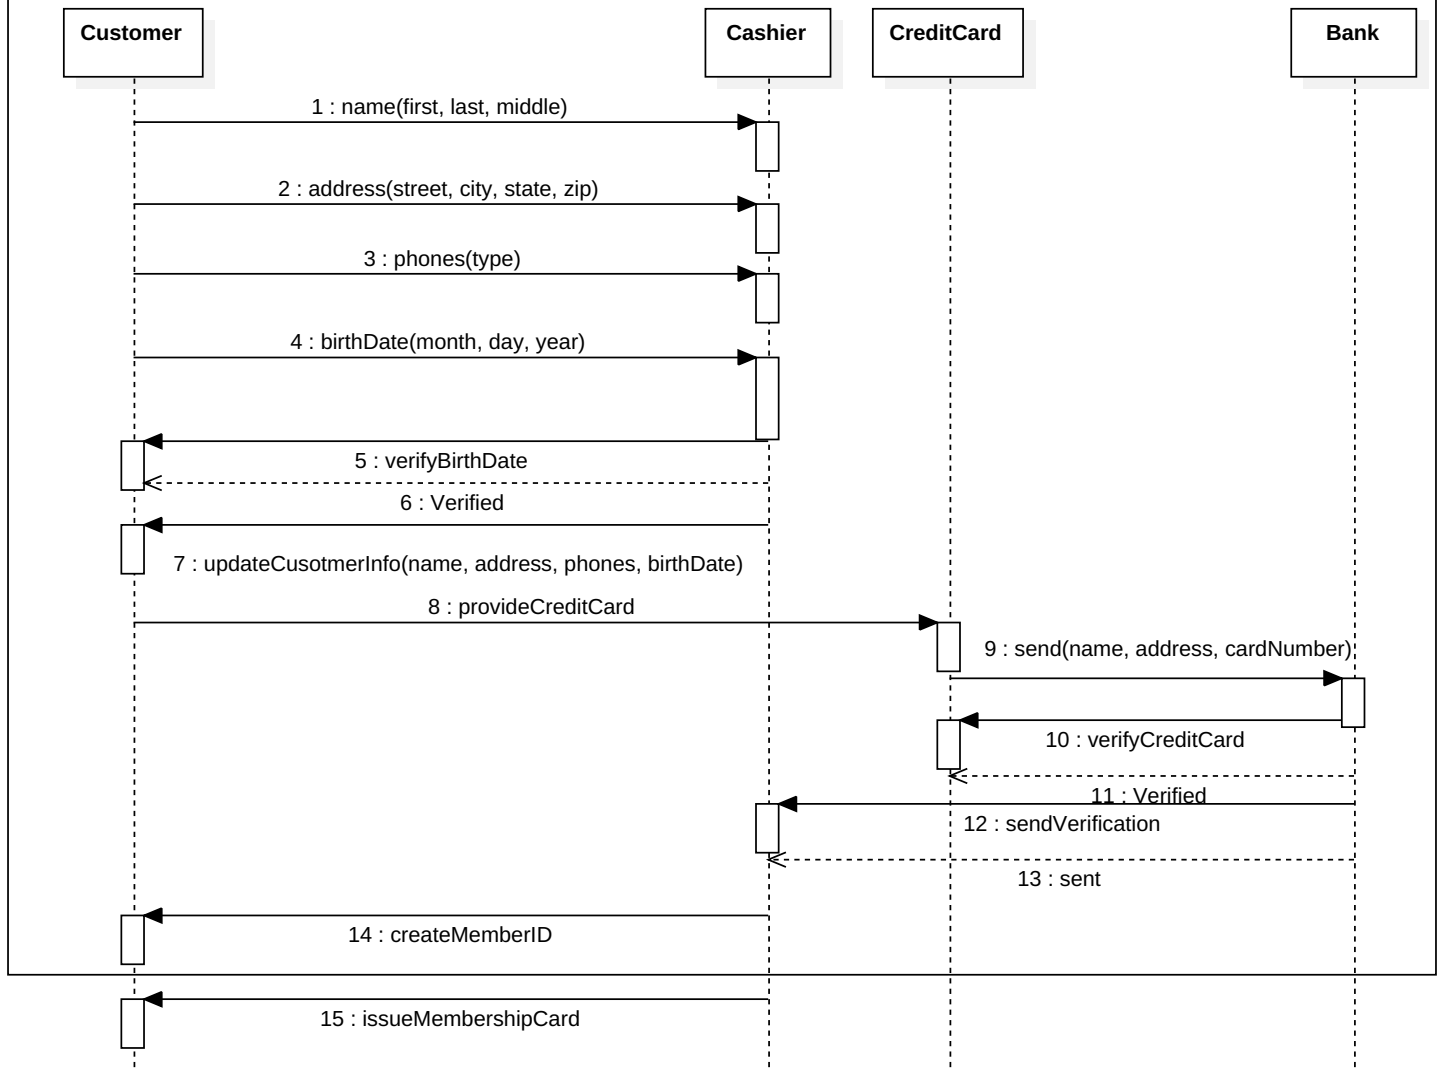 Customer
Cashier
CreditCard
Bank
1 : name(first, last, middle)
2 : address(street, city, state, zip)
3 : phones(type)
4 : birthDate(month, day, year)
5 : verifyBirthDate
6 : Verified
7 : updateCusotmerInfo(name, address, phones, birthDate)
8 : provideCreditCard
9 : send(name, address, cardNumber)
10 : verifyCreditCard
11 : Verified
12 : sendVerification
13 : sent
14 : createMemberID
15 : issueMembershipCard